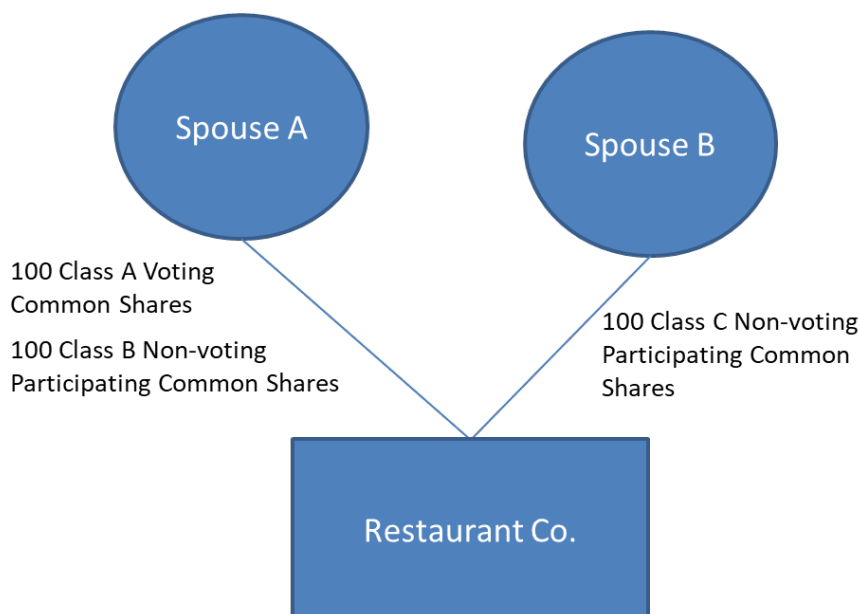 Spouse A
Spouse B
100 Class A Voting
Common Shares
100 Class B Non-voting
Participating Common Shares
100 Class C Non-voting
Participating Common
Shares
Restaurant Co.